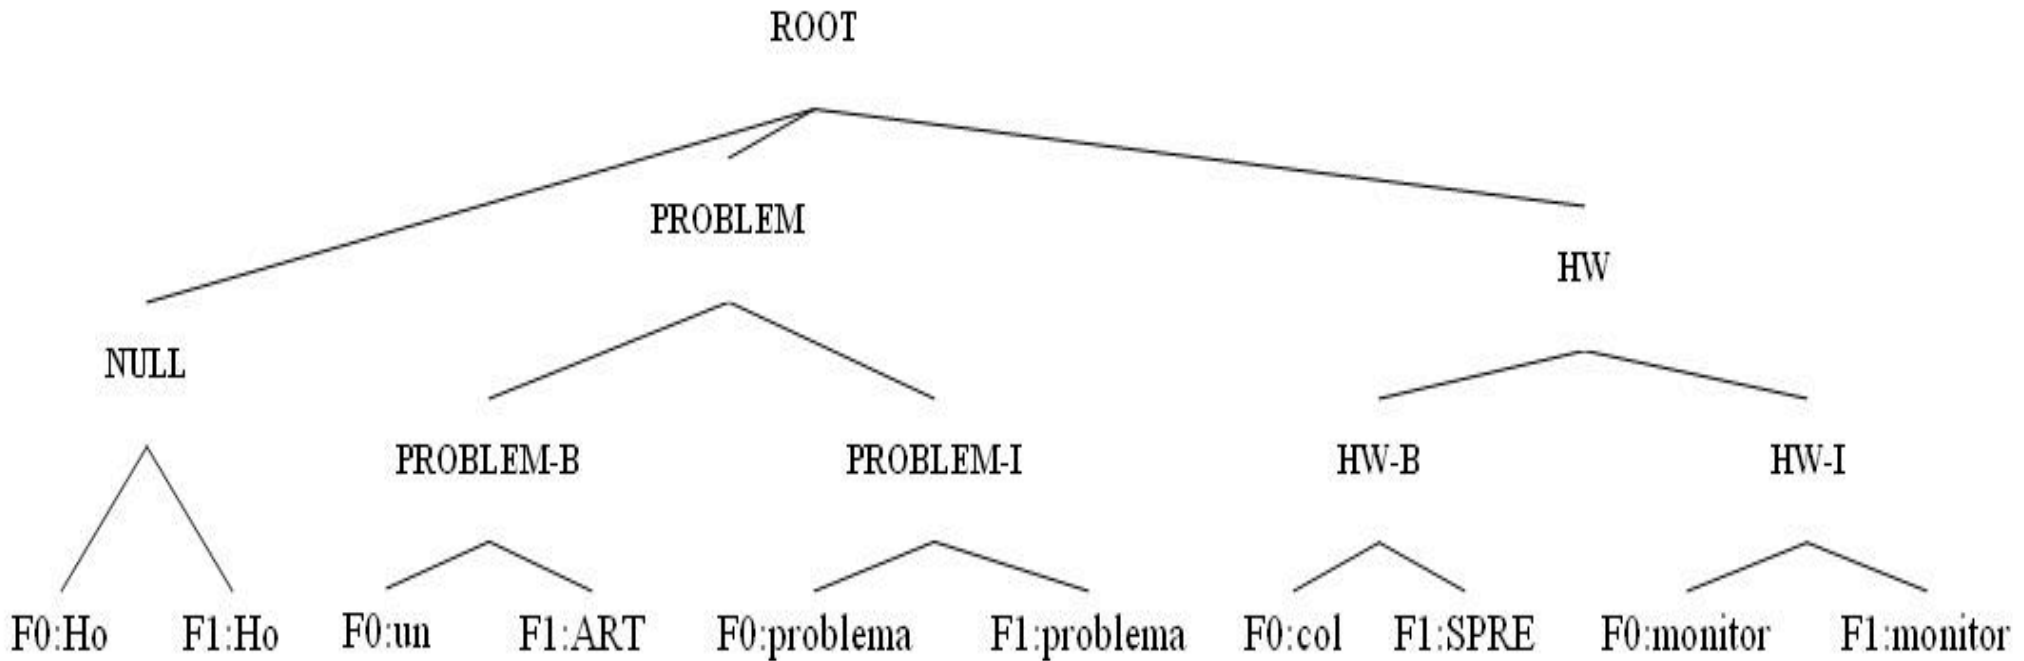 ROOT
PROBLEM
HW
NULL
PROBLEM-B PROBLEM-I HW-B HW-I
F0:Ho F1:Ho F0:un F1:ART F0:problema F1:problema F0:col F1:SPRE F0:monitor F1:monitor